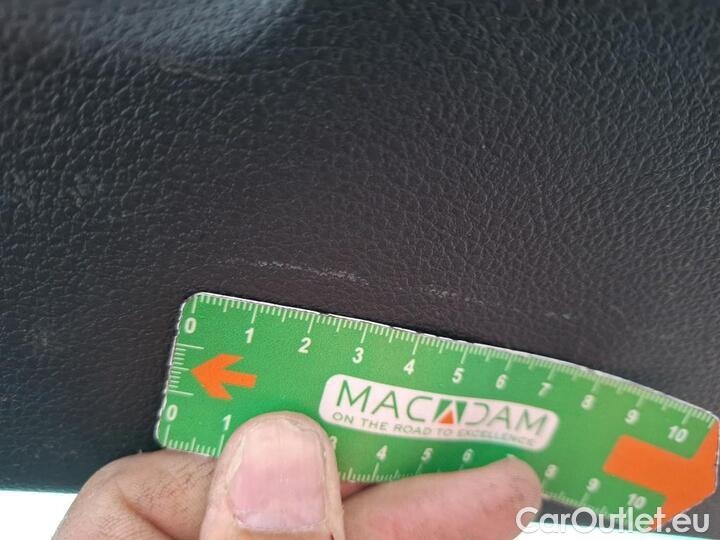 0 1 2 3 4 5 6 7 8 9 10
MACADAM
ON THE ROAD TO EXCELLENCE
0 1 3 4 5 6 7 8 9 10
CarOutlet.eu